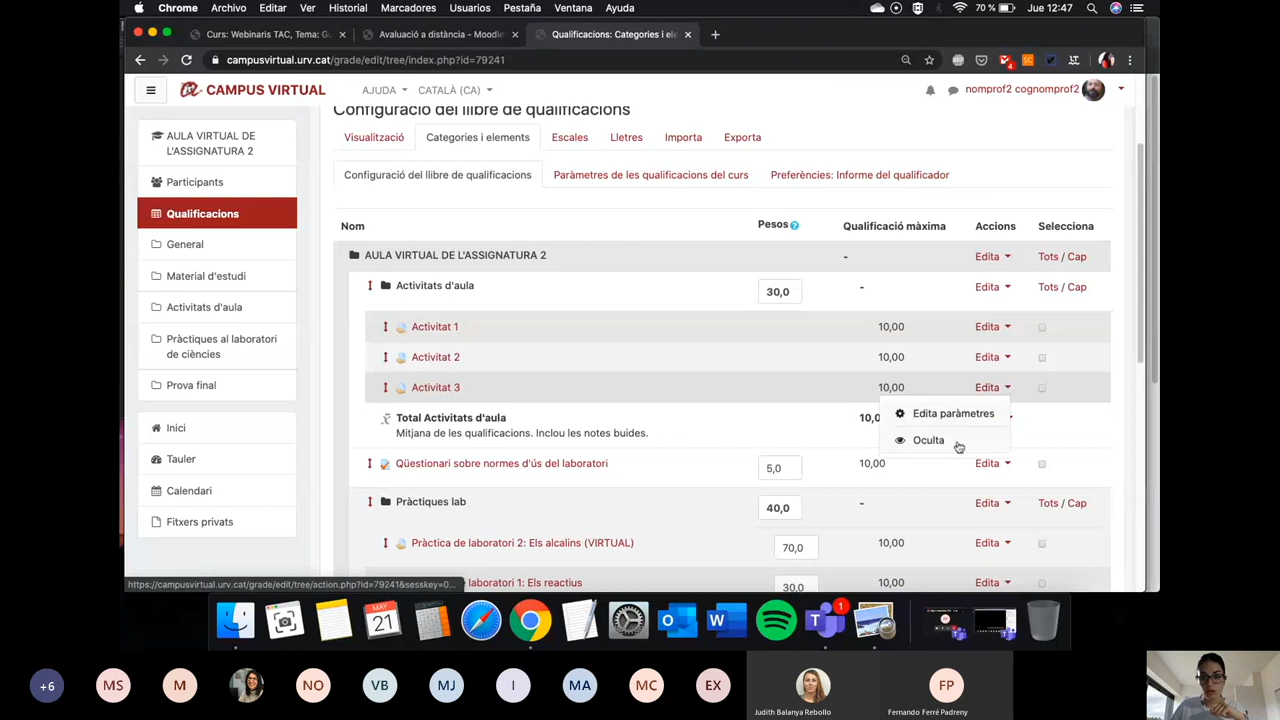 Chrome Archivo Editar Ver Historial Marcadores Usuarios Pestaña Ventana Ayuda 70 % Jue 12:47
Curs: Webinaris TAC, Tema: Gu × Avaluació a distància - Moodle × Qualificacions: Categories i ele × +
campusvirtual.urv.cat/grade/edit/tree/index.php?id=79241
CAMPUS VIRTUAL AJUDA CATALÀ (CA) nomprof2 cognomprof2
AULA VIRTUAL DE
L'ASSIGNATURA 2
Participants
Qualificacions
General
Material d'estudi
Activitats d'aula
Pràctiques al laboratori
de ciències
Prova final
Inici
Tauler
Calendari
Fitxers privats
Configuració del llibre de qualificacions
Visualització Categories i elements Escales Lletres Importa Exporta
Configuració del llibre de qualificacions Paràmetres de les qualificacions del curs Preferències: Informe del qualificador
Nom Pesos Qualificació màxima Accions Selecciona
AULA VIRTUAL DE L'ASSIGNATURA 2 - Edita Tots / Cap
Activitats d'aula 30,0 - Edita Tots / Cap
Activitat 1 10,00 Edita
Activitat 2 10,00 Edita
Activitat 3 10,00 Edita
Edita paràmetres
Oculta
Total Activitats d'aula 10,0
Mitjana de les qualificacions. Inclou les notes buides.
Qüestionari sobre normes d'ús del laboratori 5,0 10,00 Edita
Pràctiques lab 40,0 - Edita Tots / Cap
Pràctica de laboratori 2: Els alcalins (VIRTUAL) 70,0 10,00 Edita
e laboratori 1: Els reactius 30,0 10,00 Edita
https://campusvirtual.urv.cat/grade/edit/tree/action.php?id=79241&sesskey=0...
MAY
21
1
+6 MS M NO VB MJ I MA MC EX FP
Judith Balanya Rebollo Fernando Ferré Padreny